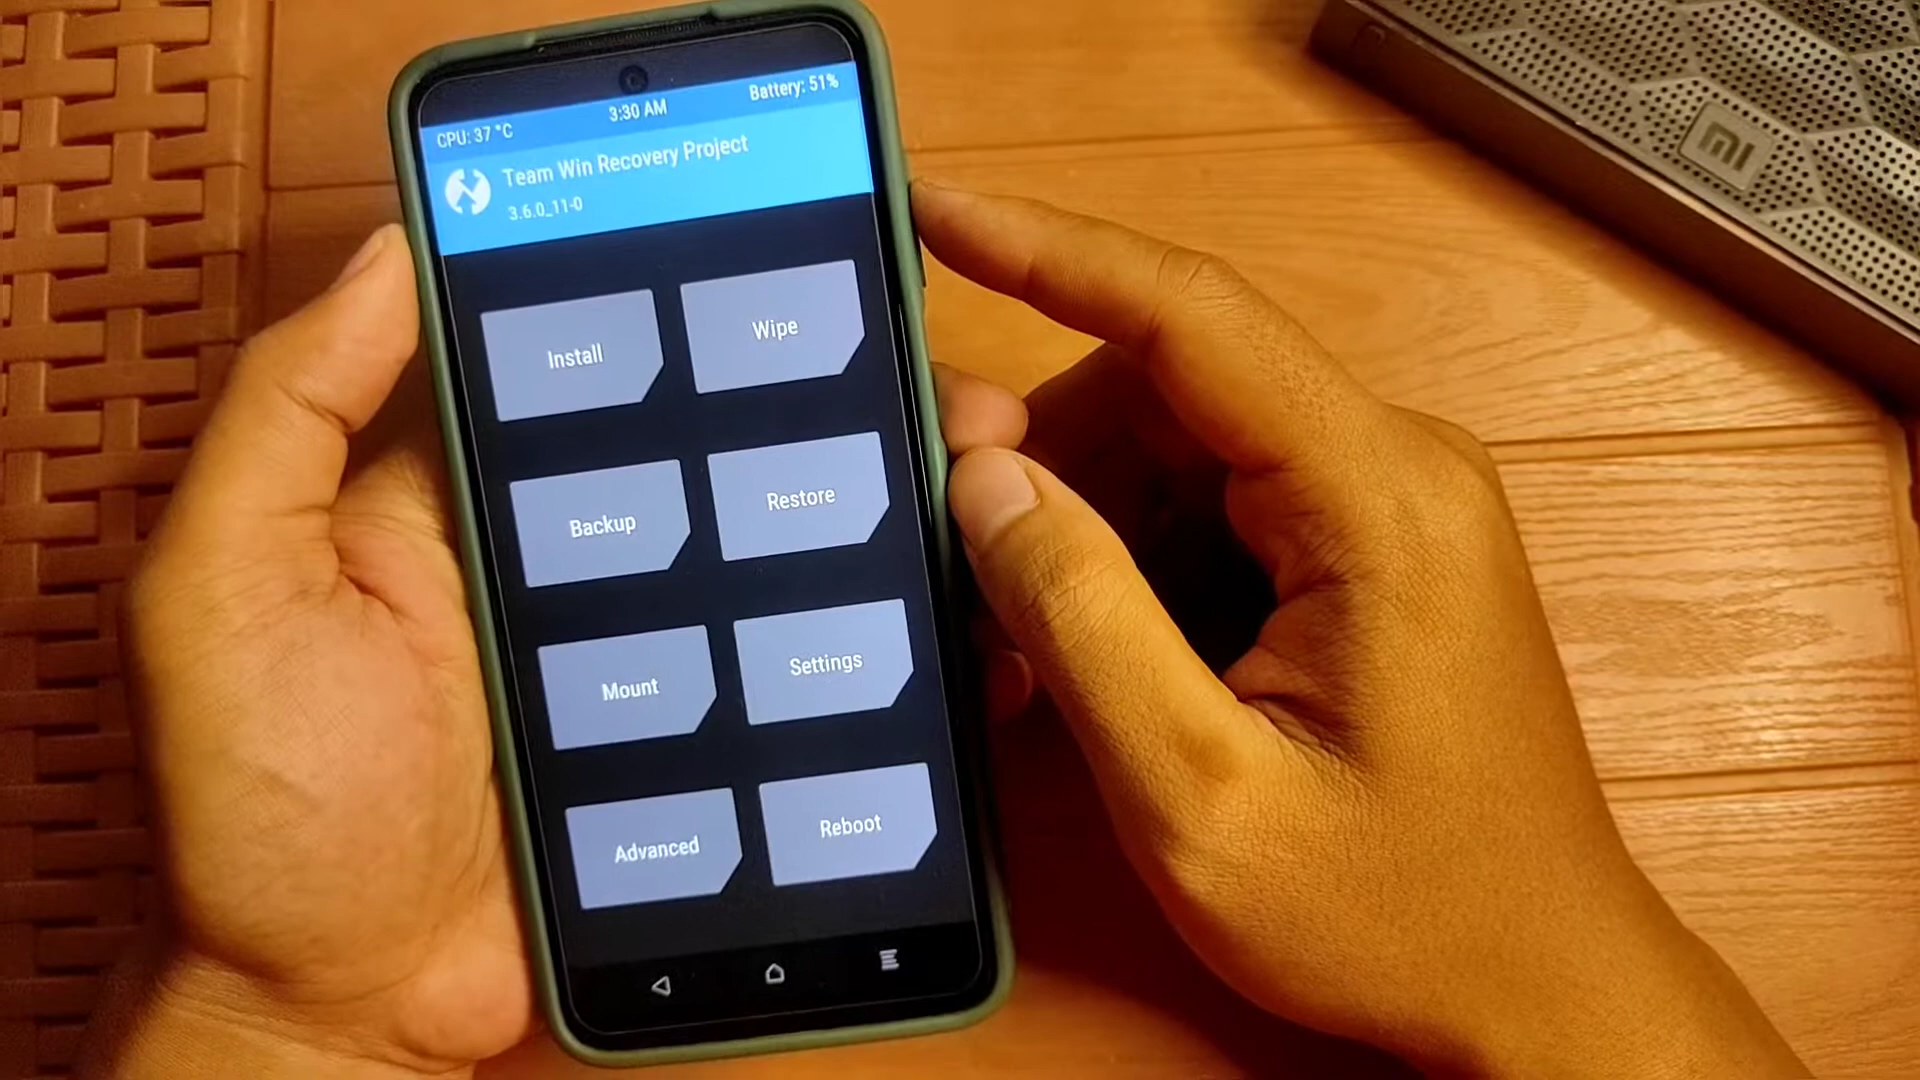 CPU: 37 °C
3:30 AM
Battery: 51%
Team Win Recovery Project
3.6.0_11-0
Install
Wipe
Backup
Restore
Mount
Settings
Advanced
Reboot
mi